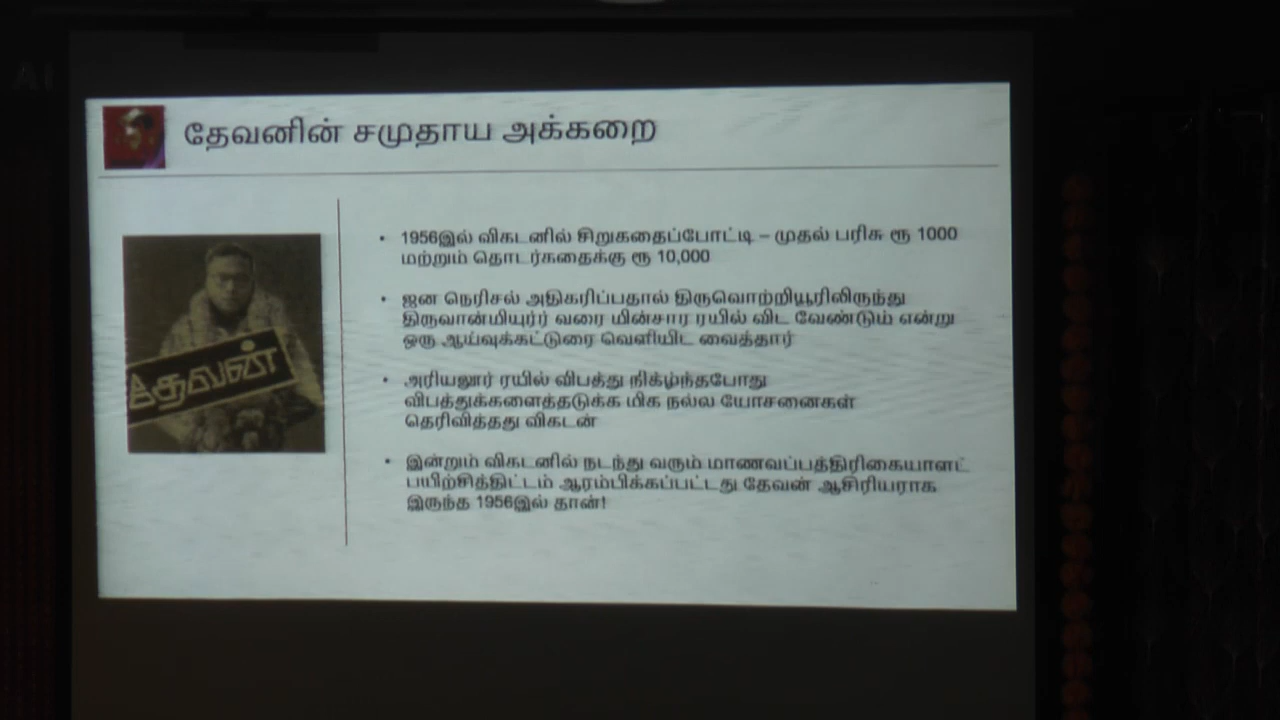 தேவனின் சமுதாய அக்கறை
தேவன்
• 1956இல் விகடனில் சிறுகதைப்போட்டி – முதல் பரிசு ரூ 1000
மற்றும் தொடர்கதைக்கு ரூ 10,000
• ஜன நெரிசல் அதிகரிப்பதால் திருவொற்றியூரிலிருந்து
திருவான்மியுர்ர் வரை மின்சார ரயில் விட வேண்டும் என்று
ஒரு ஆய்வுக்கட்டுரை வெளியிட வைத்தார்
• அரியலூர் ரயில் விபத்து நிகழ்ந்தபோது
விபத்துக்களைத்தடுக்க மிக நல்ல யோசனைகள்
தெரிவித்தது விகடன்
• இன்றும் விகடனில் நடந்து வரும் மாணவப்பத்திரிகையாளட்
பயிற்சித்திட்டம் ஆரம்பிக்கப்பட்டது தேவன் ஆசிரியராக
இருந்த 1956இல் தான்!